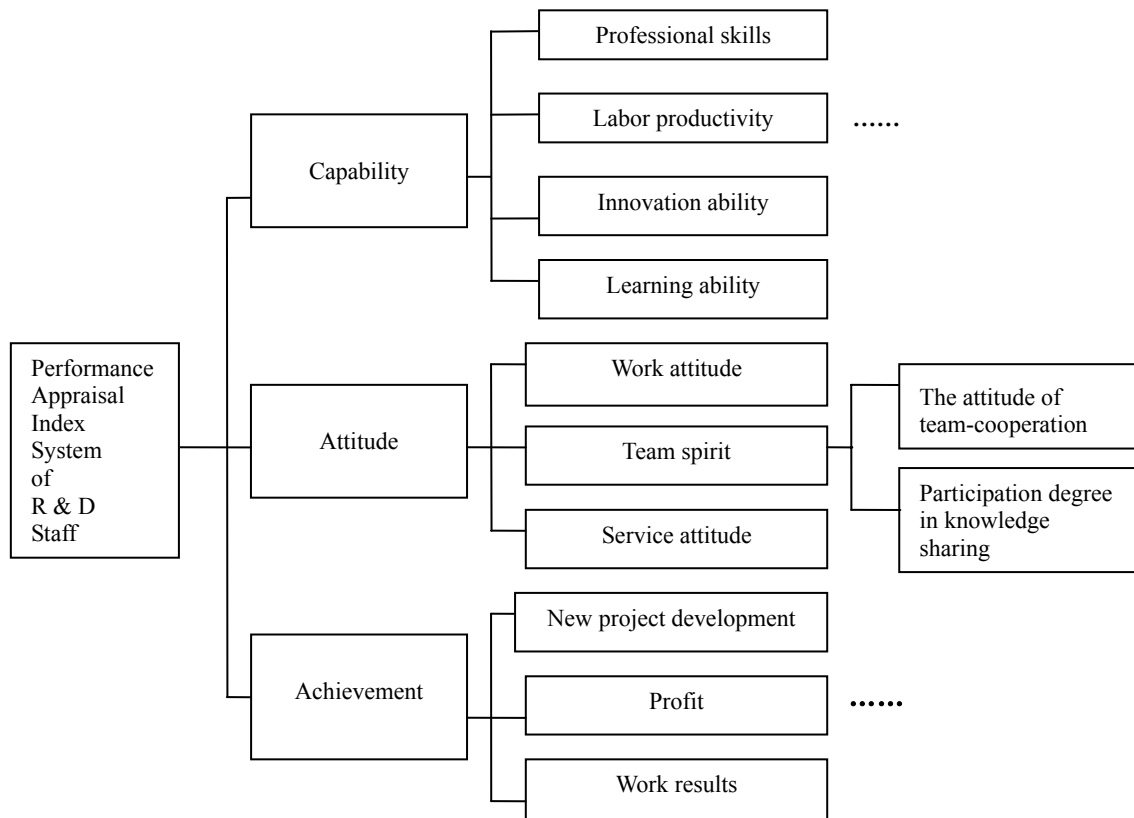 Performance
Appraisal
Index
System
of
R & D
Staff
Capability
Professional skills
Labor productivity
......
Innovation ability
Learning ability
Attitude
Work attitude
Team spirit
Service attitude
The attitude of
team-cooperation
Participation degree
in knowledge
sharing
Achievement
New project development
Profit
......
Work results